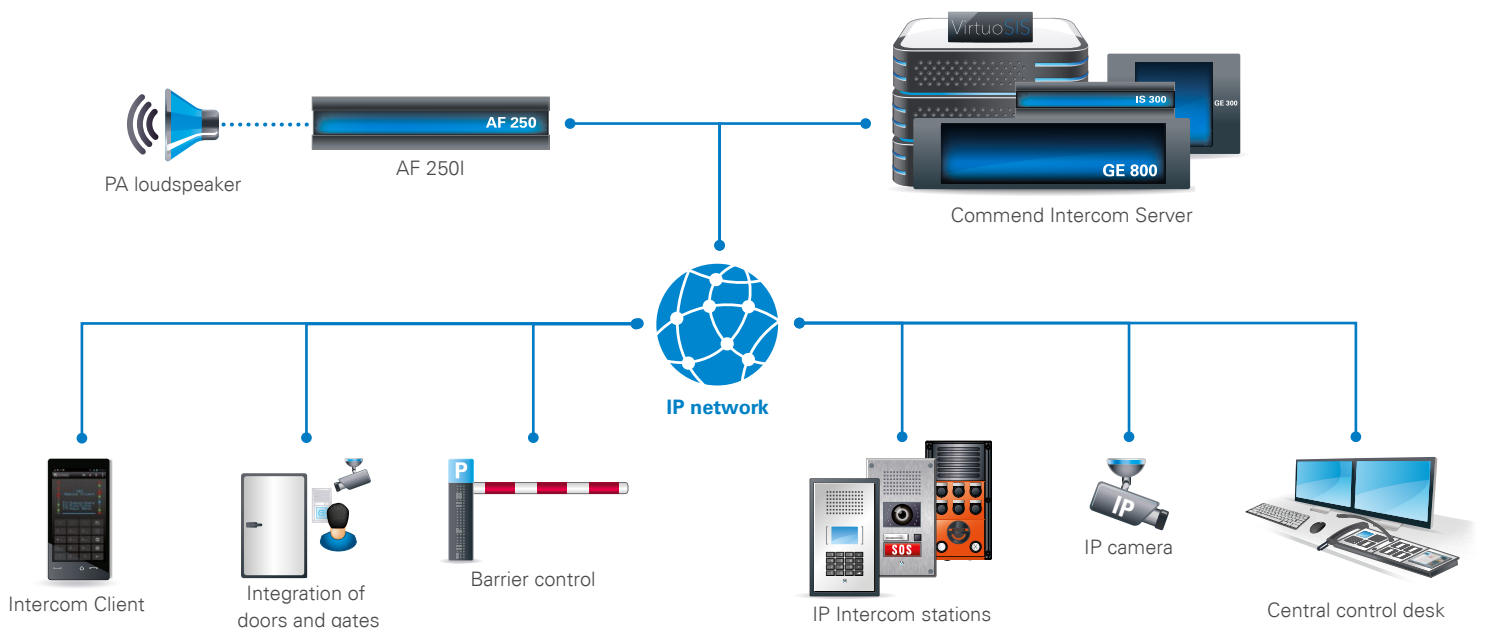 VirtuoSIS
IS 300
GE 300
GE 800
AF 250
PA loudspeaker
AF 250I
Commend Intercom Server
IP network
P
SOS
IP
Intercom Client
Integration of
doors and gates
Barrier control
IP Intercom stations
IP camera
Central control desk